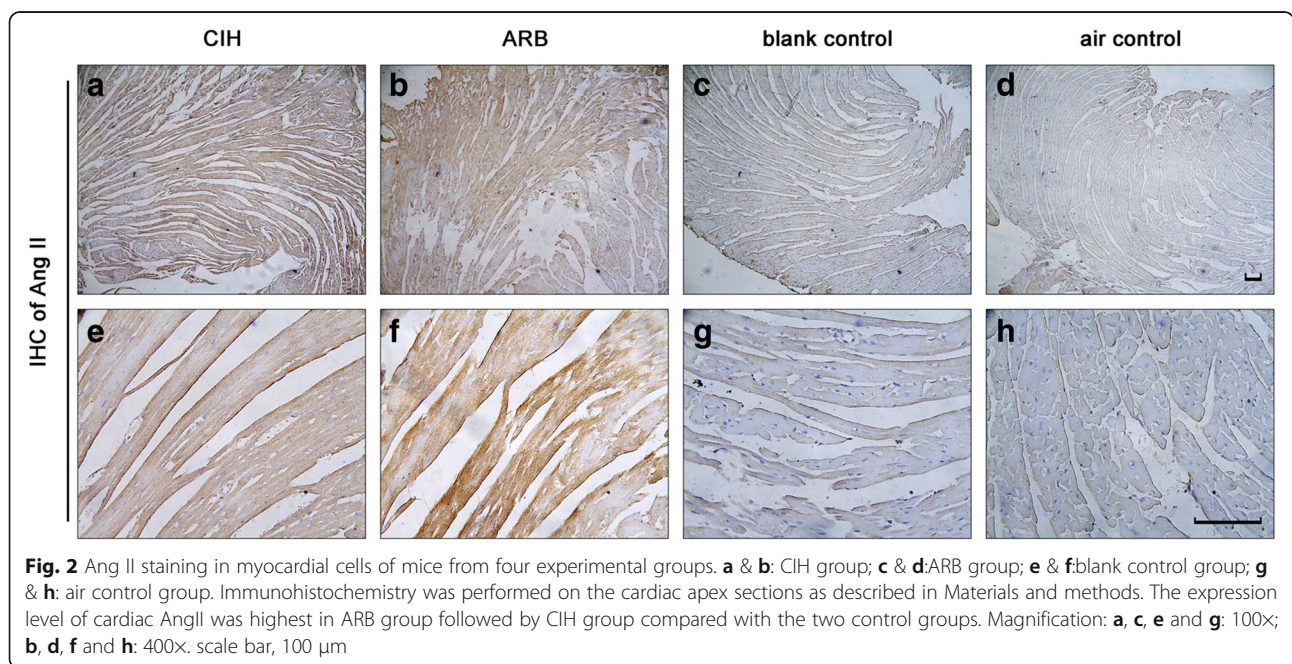 CIH ARB blank control air control
IHC of Ang II
a b c d
e f g h
Fig. 2 Ang II staining in myocardial cells of mice from four experimental groups. a & b: CIH group; c & d:ARB group; e & f:blank control group; g
& h: air control group. Immunohistochemistry was performed on the cardiac apex sections as described in Materials and methods. The expression
level of cardiac AngII was highest in ARB group followed by CIH group compared with the two control groups. Magnification: a, c, e and g: 100×;
b, d, f and h: 400×. scale bar, 100 μm